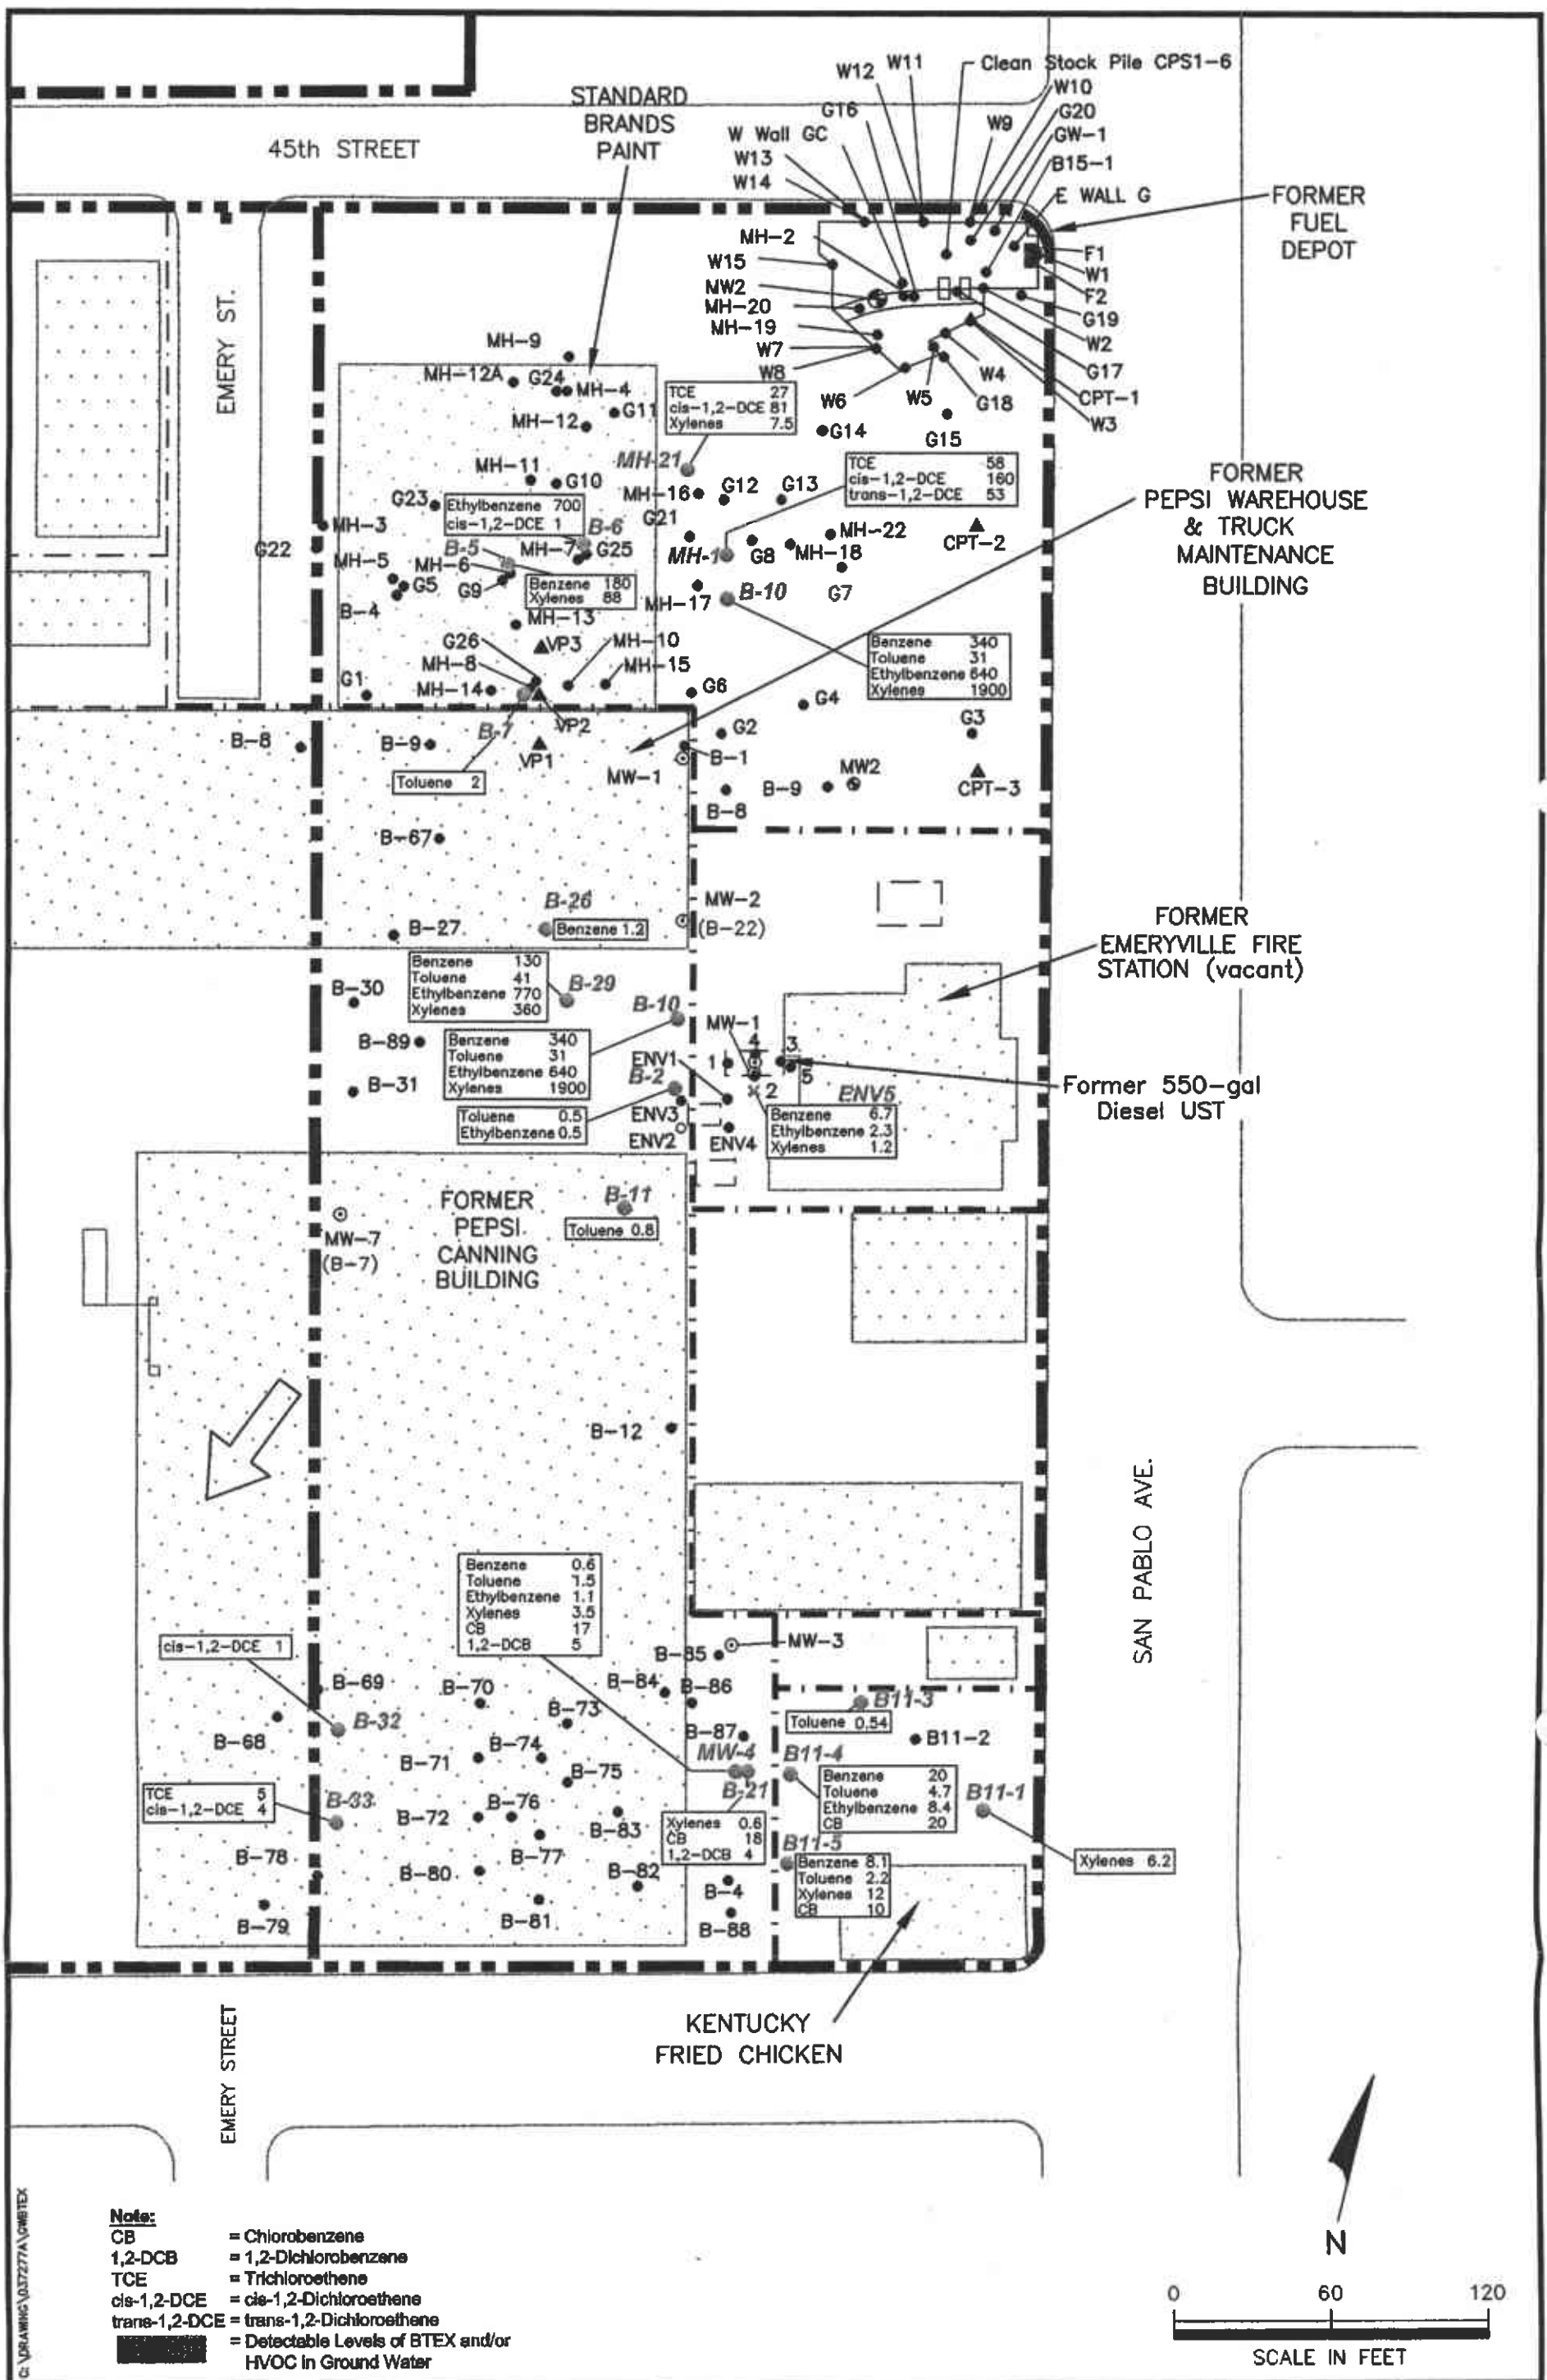 Clean Stock Pile CPS1-6
W12
W11
W10
STANDARD
BRANDS
PAINT
G16
G20
W9
W Wall GC
GW-1
45th STREET
W13
B15-1
W14
E WALL G
FORMER
FUEL
DEPOT
MH-2
F1
W15
W1
MW2
F2
EMERY ST.
MH-20
G19
MH-19
W2
MH-9
W7
G17
W8
W4
MH-12A
G24
MH-4
W6
W5
G18
CPT-1
W3
TCE 27
cis-1,2-DCE 81
Xylenes 7.5
G11
MH-12
G14
G15
MH-11
MH-21
TCE 58
cis-1,2-DCE 160
trans-1,2-DCE 53
FORMER
PEPSI WAREHOUSE
& TRUCK
MAINTENANCE
BUILDING
G10
MH-16
G12
G13
G23
Ethylbenzene 700
cis-1,2-DCE 1
B-6
G21
MH-3
MH-22
CPT-2
G22
B-5
MH-7
G25
MH-1
G8
MH-18
MH-5
MH-6
G5
G9
Benzene 180
Xylenes 88
B-10
G7
B-4
MH-17
MH-13
G26
VP3
MH-10
Benzene 340
Toluene 31
Ethylbenzene 640
Xylenes 1900
MH-8
MH-15
G1
MH-14
G6
G4
B-7
VP2
G2
G3
B-8
B-9
VP1
B-1
MW-1
Toluene 2
MW2
B-9
CPT-3
B-8
B-67
B-26
MW-2
(B-22)
B-27
Benzene 1.2
FORMER
EMERYVILLE FIRE
STATION (vacant)
Benzene 130
Toluene 41
Ethylbenzene 770
Xylenes 360
B-30
B-29
B-10
MW-1
B-89
Benzene 340
Toluene 31
Ethylbenzene 640
Xylenes 1900
4
3
ENV1
1
5
B-31
B-2
2
ENV5
Former 550-gal
Diesel UST
Toluene 0.5
Ethylbenzene 0.5
ENV3
ENV2
ENV4
Benzene 6.7
Ethylbenzene 2.3
Xylenes 1.2
FORMER
PEPSI
CANNING
BUILDING
B-11
Toluene 0.8
MW-7
(B-7)
B-12
SAN PABLO AVE.
Benzene 0.6
Toluene 1.5
Ethylbenzene 1.1
Xylenes 3.5
CB 17
1,2-DCB 5
cis-1,2-DCE 1
MW-3
B-85
B-69
B-70
B-84
B-86
B-73
B11-3
Toluene 0.54
B-68
B-32
B-87
B11-2
B-74
MW-4
B11-4
B-71
B-75
B-21
Benzene 20
Toluene 4.7
Ethylbenzene 8.4
CB 20
B11-1
TCE 5
cis-1,2-DCE 4
B-33
B-76
B-72
B-83
Xylenes 0.6
CB 18
1,2-DCB 4
B11-5
B-77
B-78
Xylenes 6.2
B-80
B-82
Benzene 8.1
Toluene 2.2
Xylenes 12
CB 10
B-4
B-79
B-81
B-88
KENTUCKY
FRIED CHICKEN
EMERY STREET
N
Note:
CB = Chlorobenzene
1,2-DCB = 1,2-Dichlorobenzene
TCE = Trichloroethene
cis-1,2-DCE = cis-1,2-Dichloroethene
trans-1,2-DCE = trans-1,2-Dichloroethene
= Detectable Levels of BTEX and/or
HVOC in Ground Water
0 60 120
SCALE IN FEET
C:\DRAWING\037277A\GWBTEX